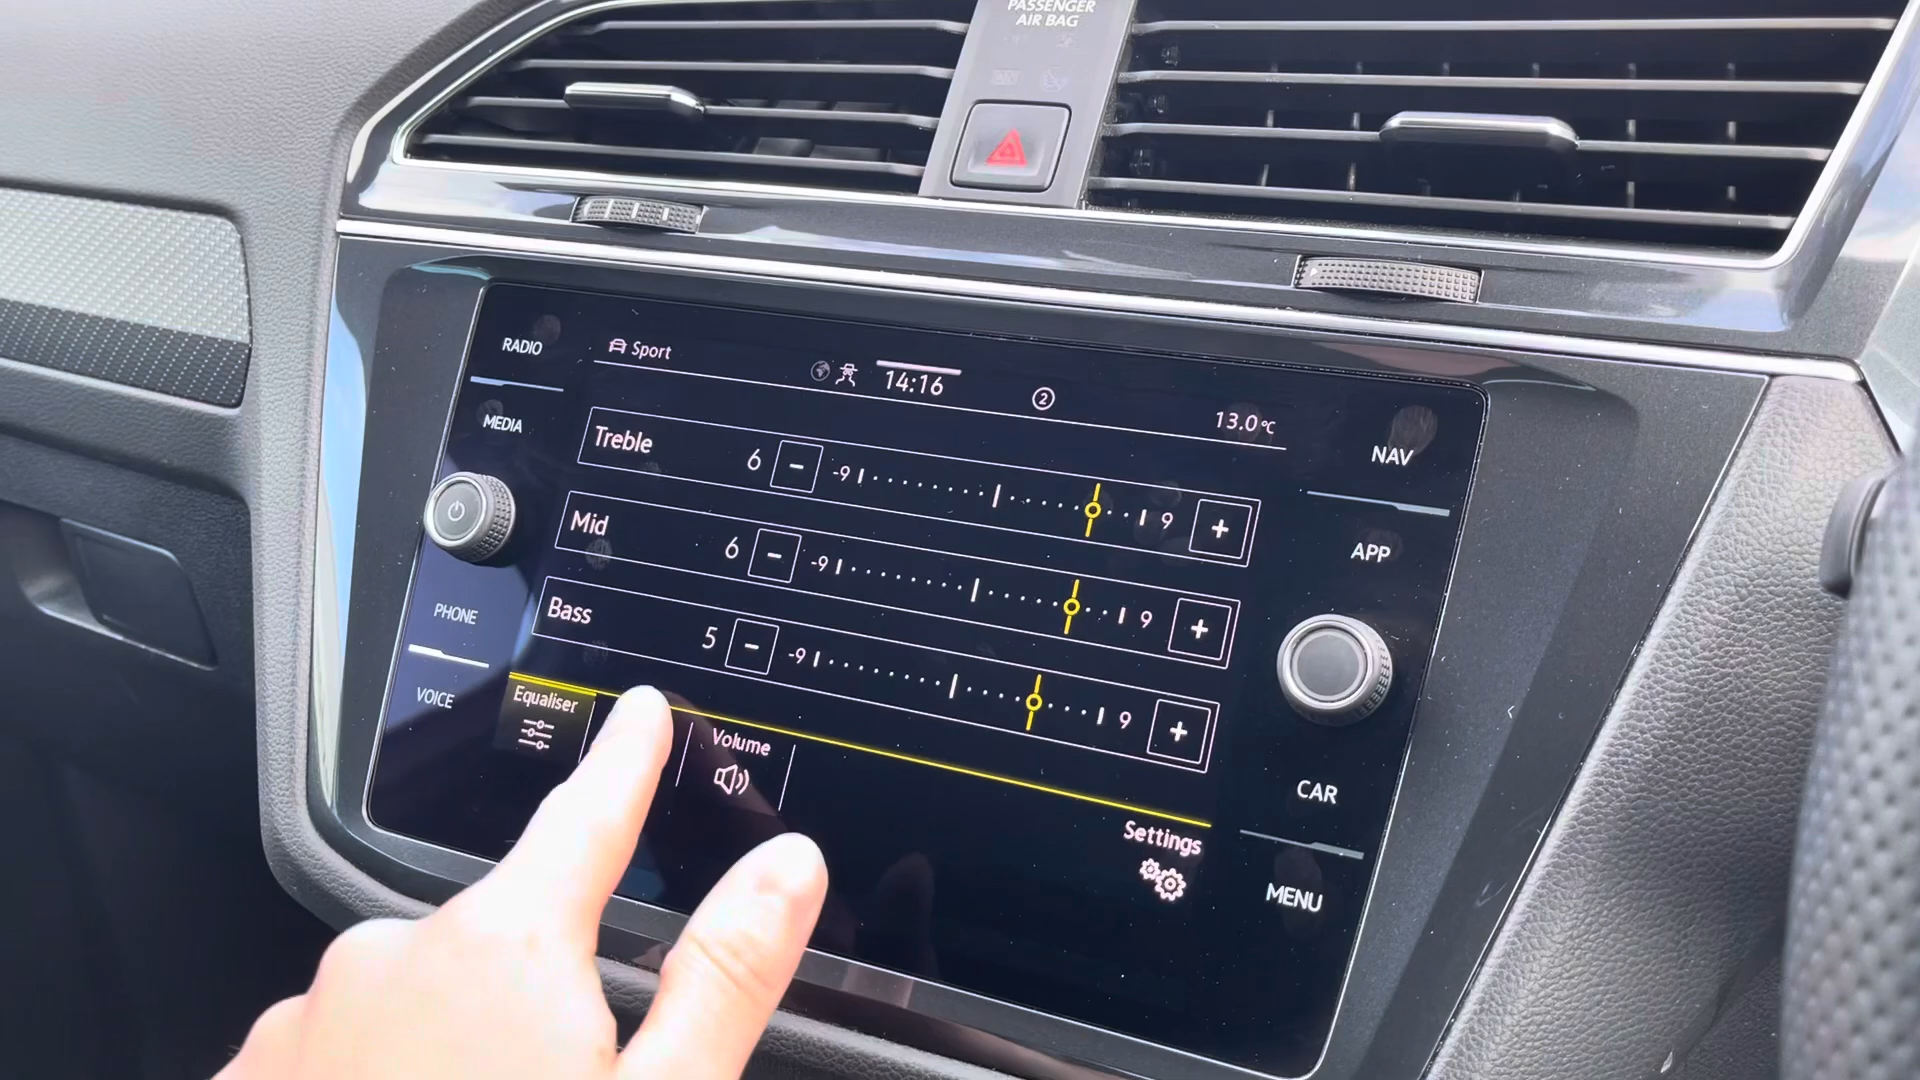 PASSENGER
AIR BAG
RADIO
MEDIA
PHONE
VOICE
Sport
14:16
2
13.0°C
Treble 6 - -9 9 +
Mid 6 - -9 9 +
Bass 5 - -9 9 +
Equaliser
Volume
Settings
NAV
APP
CAR
MENU